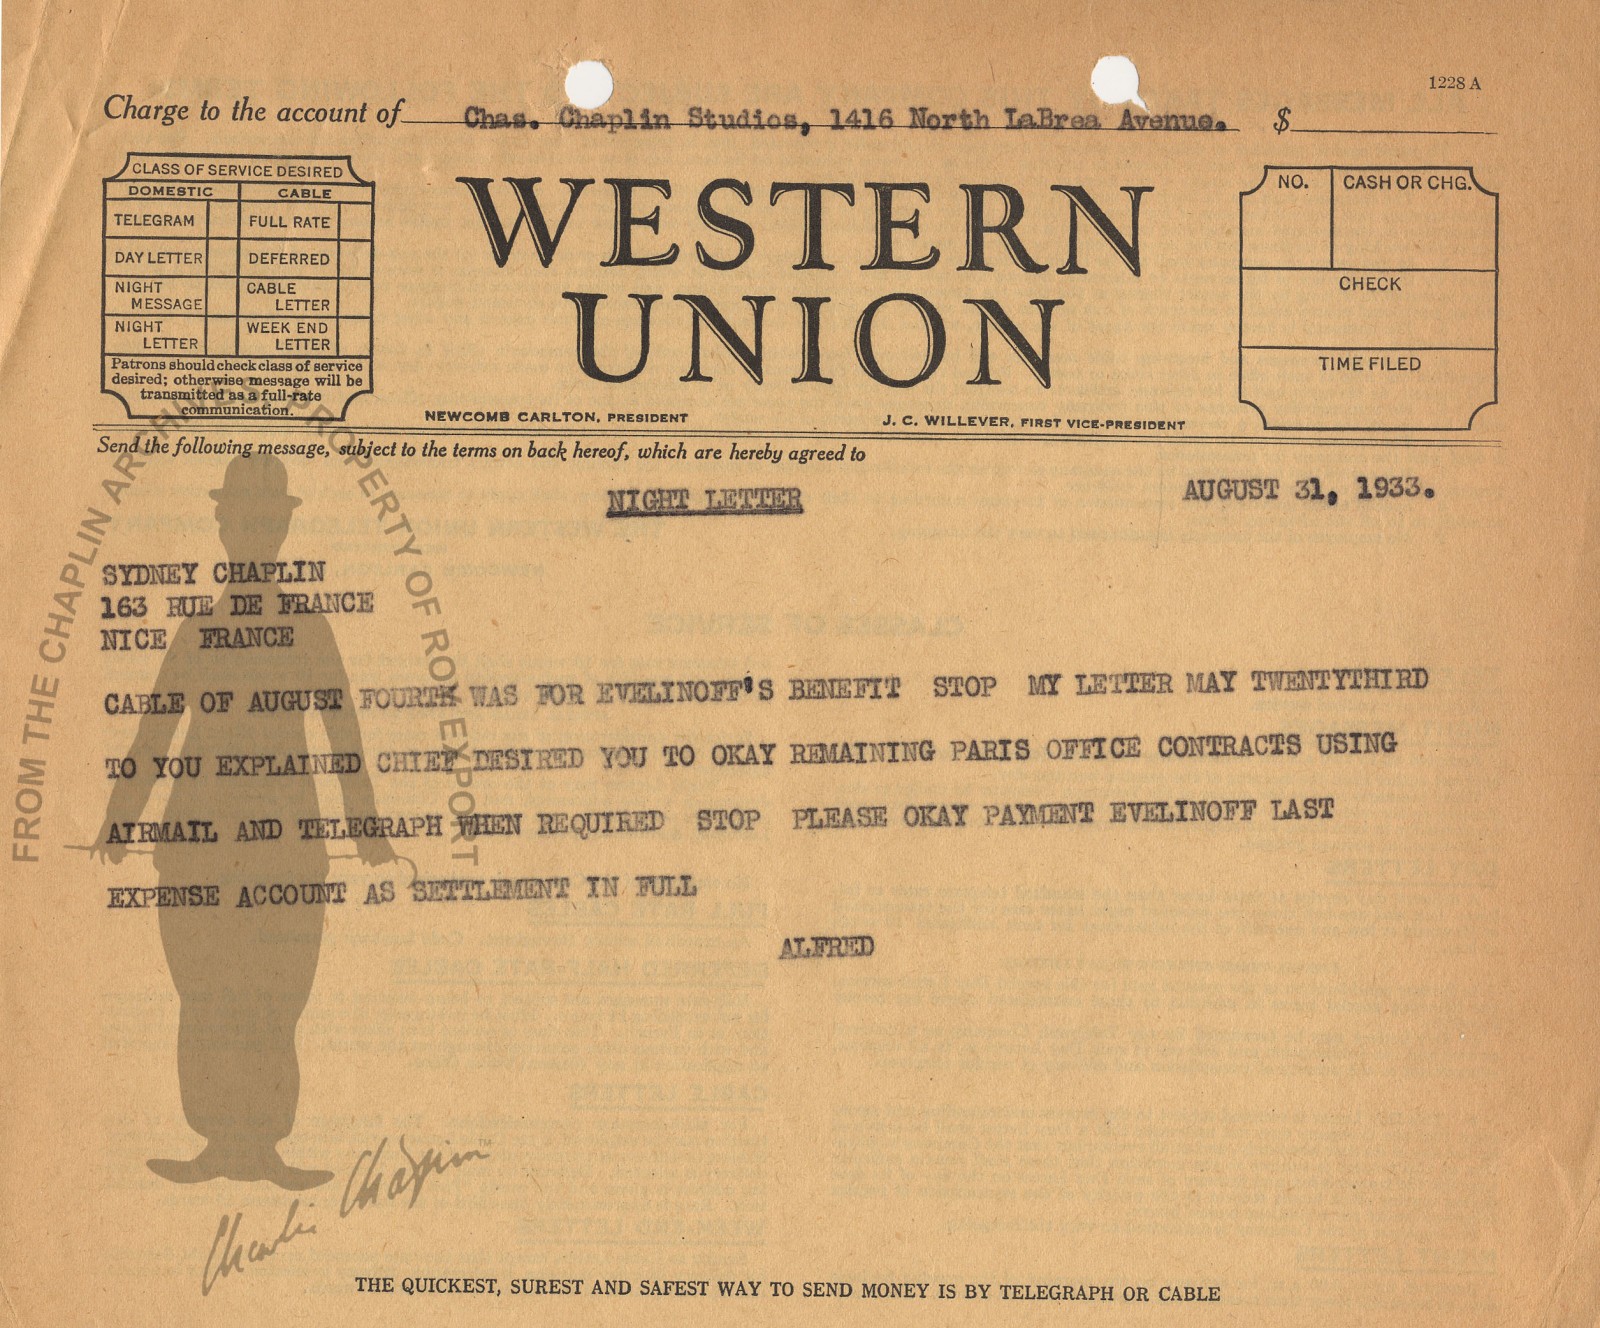 1228 A
Charge to the account of Chas. Chaplin Studios, 1416 North LaBrea Avenue. $
CLASS OF SERVICE DESIRED
DOMESTIC CABLE
TELEGRAM FULL RATE
DAY LETTER DEFERRED
NIGHT MESSAGE CABLE LETTER
NIGHT LETTER WEEK END LETTER
Patrons should check class of service
desired; otherwise message will be
transmitted as a full-rate
communication.
WESTERN
UNION
NEWCOMB CARLTON, PRESIDENT J. C. WILLEVER, FIRST VICE-PRESIDENT
NO. CASH OR CHG.
CHECK
TIME FILED
Send the following message, subject to the terms on back hereof, which are hereby agreed to
NIGHT LETTER AUGUST 31, 1933.
SYDNEY CHAPLIN
163 RUE DE FRANCE
NICE FRANCE
CABLE OF AUGUST FOURTH WAS FOR EVELINOFF'S BENEFIT STOP MY LETTER MAY TWENTYTHIRD
TO YOU EXPLAINED CHIEF DESIRED YOU TO OKAY REMAINING PARIS OFFICE CONTRACTS USING
AIRMAIL AND TELEGRAPH WHEN REQUIRED STOP PLEASE OKAY PAYMENT EVELINOFF LAST
EXPENSE ACCOUNT AS SETTLEMENT IN FULL
ALFRED
FROM THE CHAPLIN ARCHIVES. PROPERTY OF ROY EXPORT
Charlie Chaplin™
THE QUICKEST, SUREST AND SAFEST WAY TO SEND MONEY IS BY TELEGRAPH OR CABLE